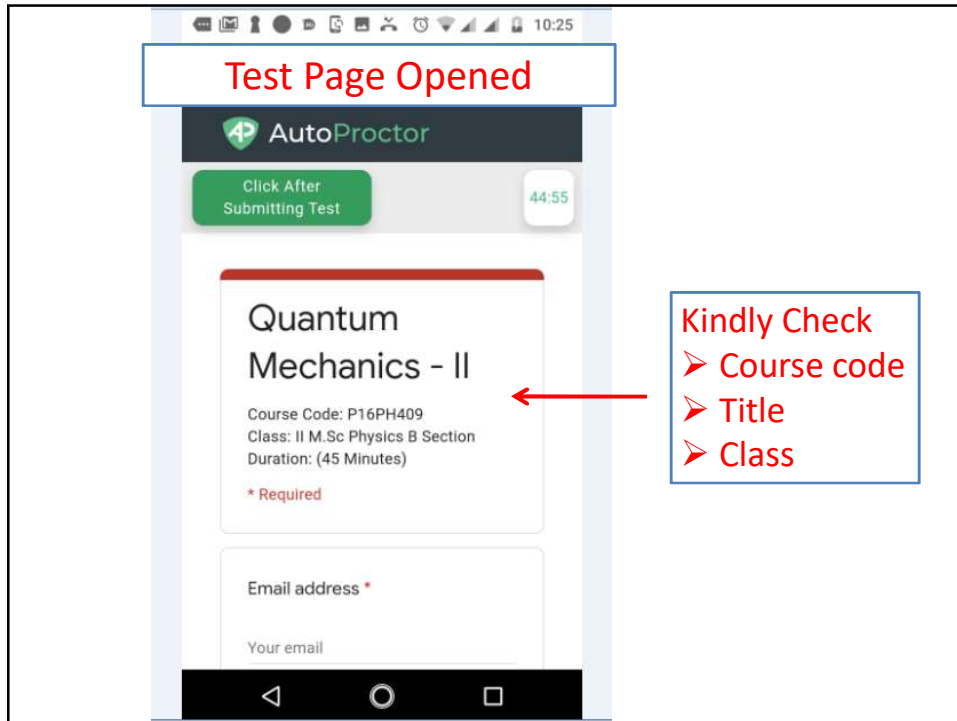 10:25
Test Page Opened
AutoProctor
Click After
Submitting Test
44:55
Quantum
Mechanics - II
Course Code: P16PH409
Class: II M.Sc Physics B Section
Duration: (45 Minutes)
* Required
Email address *
Your email
Kindly Check
➢ Course code
➢ Title
➢ Class